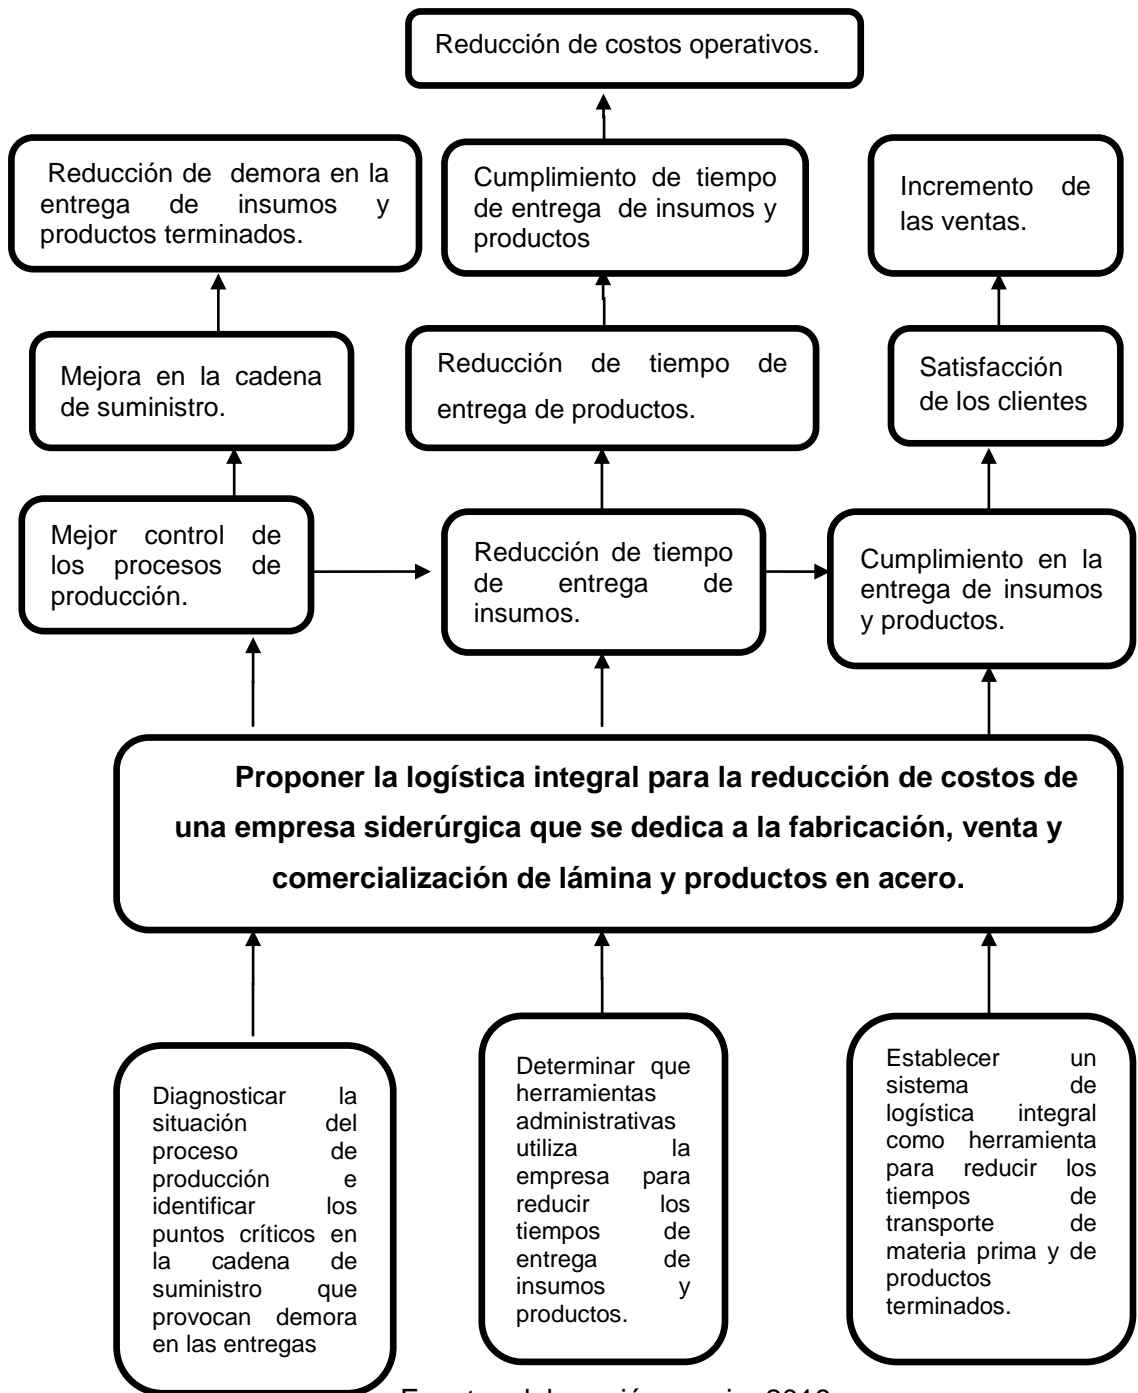 Reducción de costos operativos.
Reducción de demora en la
entrega de insumos y
productos terminados.
Cumplimiento de tiempo
de entrega de insumos y
productos
Incremento de
las ventas.
Mejora en la cadena
de suministro.
Reducción de tiempo de
entrega de productos.
Satisfacción
de los clientes
Mejor control de
los procesos de
producción.
Reducción de tiempo
de entrega de
insumos.
Cumplimiento en la
entrega de insumos
y productos.
Proponer la logística integral para la reducción de costos de
una empresa siderúrgica que se dedica a la fabricación, venta y
comercialización de lámina y productos en acero.
Diagnosticar la
situación del
proceso de
producción e
identificar los
puntos críticos en
la cadena de
suministro que
provocan demora
en las entregas
Determinar que
herramientas
administrativas
utiliza la
empresa para
reducir los
tiempos de
entrega de
insumos y
productos.
Establecer un
sistema de
logística integral
como herramienta
para reducir los
tiempos de
transporte de
materia prima y de
productos
terminados.